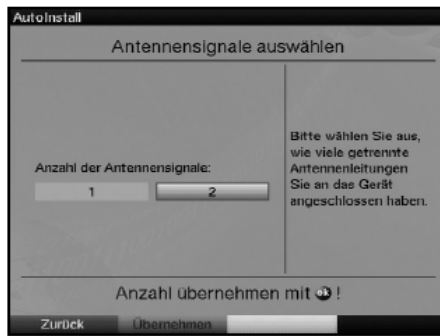 AutoInstall
Antennensignale auswählen
Anzahl der Antennensignale:
1 2
Bitte wählen Sie aus,
wie viele getrennte
Antennenleitungen
Sie an das Gerät
angeschlossen haben.
Anzahl übernehmen mit ok !
Zurück Übernehmen